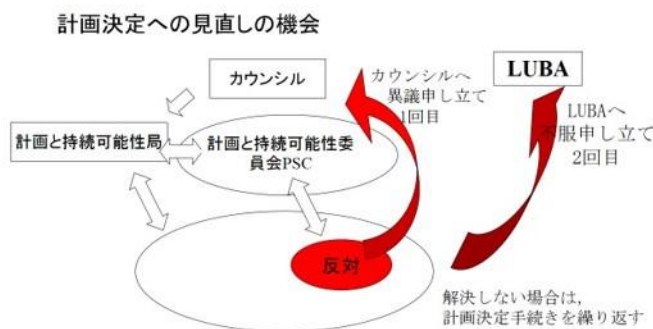 計画決定への見直しの機会
カウンシル
カウンシルへ
異議申し立て
1回目
LUBA
LUBAへ
不服申し立て
2回目
計画と持続可能性局
計画と持続可能性委
員会PSC
反対
解決しない場合は,
計画決定手続きを繰り返す